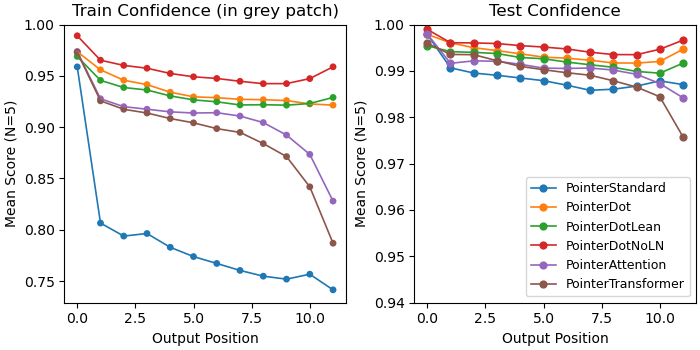 Train Confidence (in grey patch)
1.00
0.95
0.90
0.85
0.80
0.75
Mean Score (N=5)
0.0 2.5 5.0 7.5 10.0
Output Position
Test Confidence
1.00
0.99
0.98
0.97
0.96
0.95
0.94
Mean Score (N=5)
PointerStandard
PointerDot
PointerDotLean
PointerDotNoLN
PointerAttention
PointerTransformer
0.0 2.5 5.0 7.5 10.0
Output Position